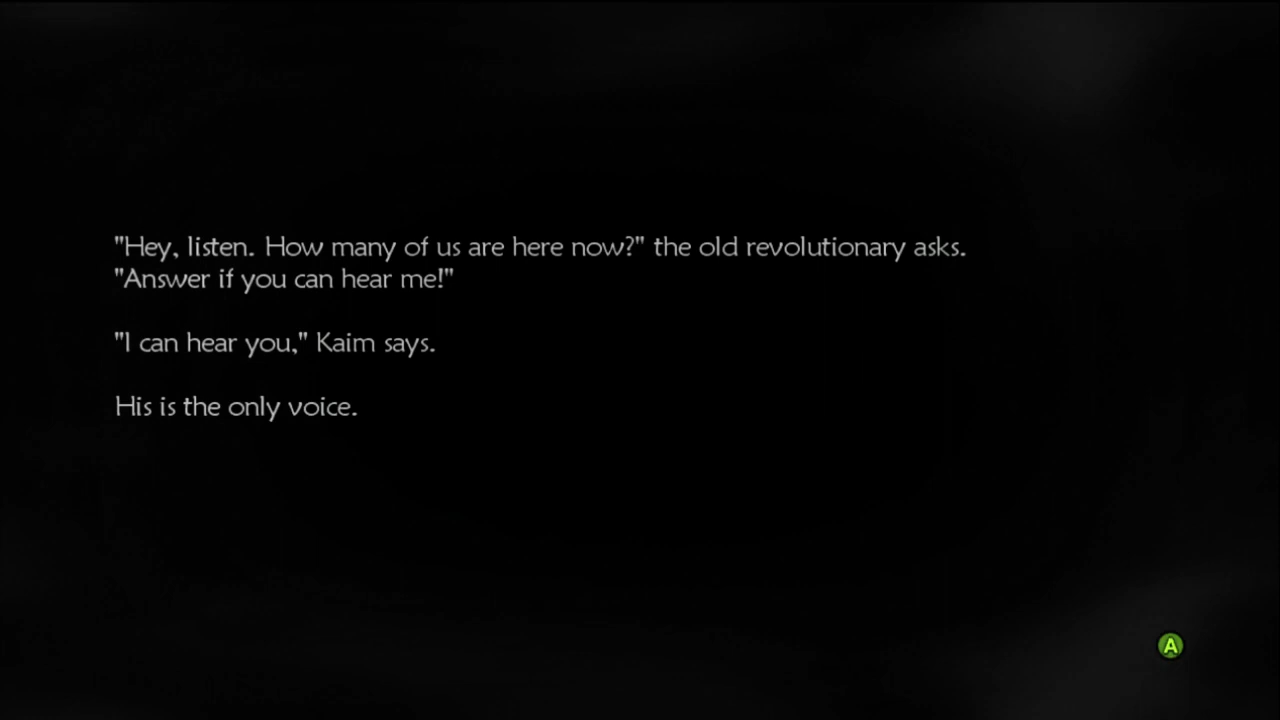 "Hey, listen. How many of us are here now?" the old revolutionary asks.
"Answer if you can hear me!"
"I can hear you," Kaim says.
His is the only voice.
A